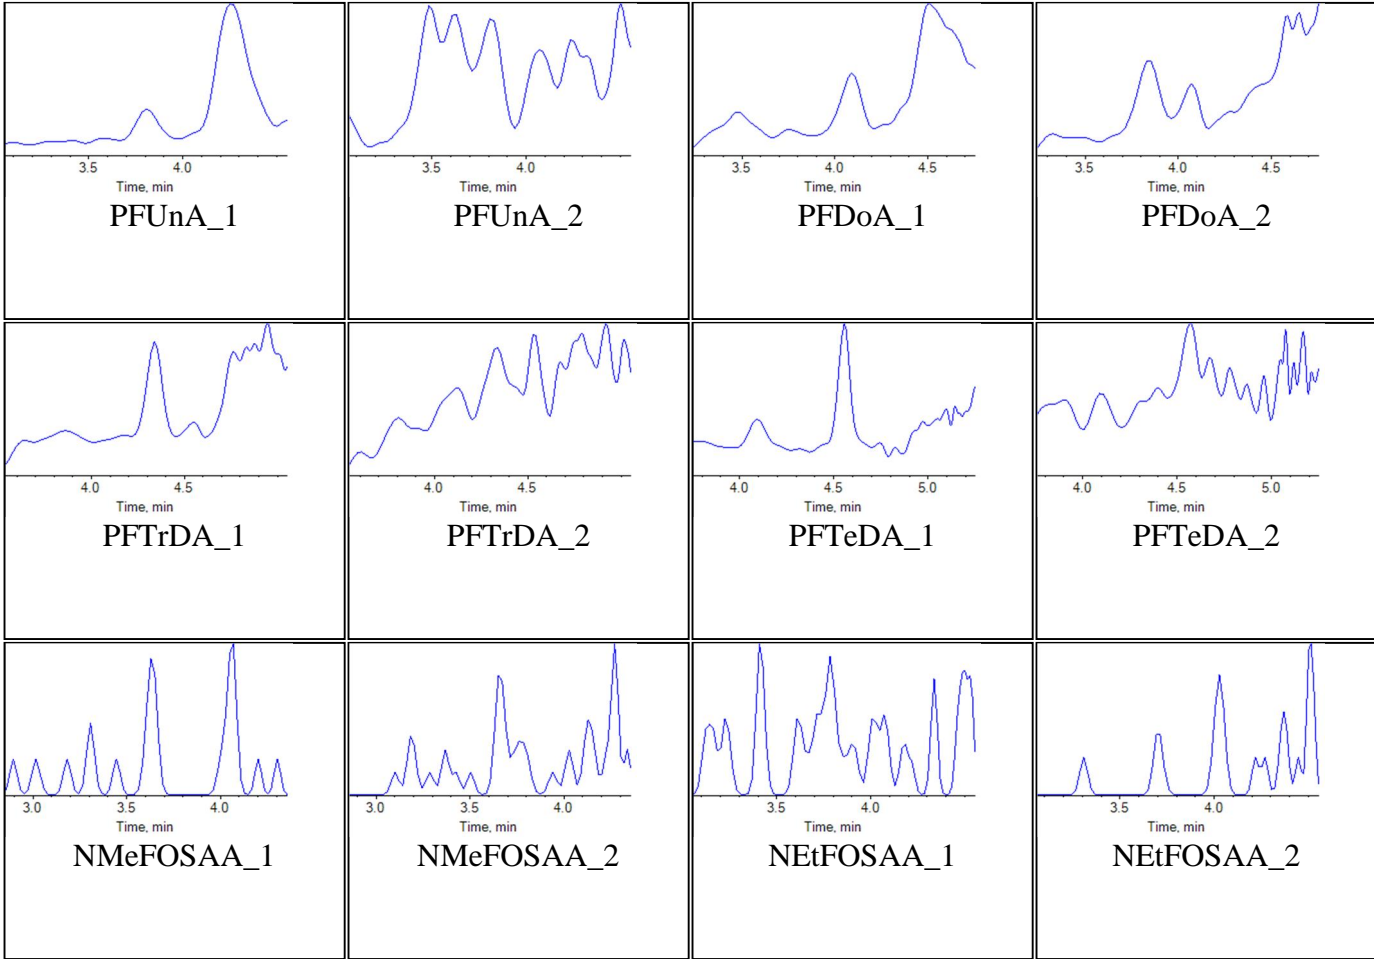 3.5 4.0
Time, min
PFUnA_1
3.5 4.0
Time, min
PFUnA_2
3.5 4.0 4.5
Time, min
PFDoA_1
3.5 4.0 4.5
Time, min
PFDoA_2
4.0 4.5
Time, min
PFTrDA_1
4.0 4.5
Time, min
PFTrDA_2
4.0 4.5 5.0
Time, min
PFTeDA_1
4.0 4.5 5.0
Time, min
PFTeDA_2
3.0 3.5 4.0
Time, min
NMeFOSAA_1
3.0 3.5 4.0
Time, min
NMeFOSAA_2
3.5 4.0
Time, min
NEtFOSAA_1
3.5 4.0
Time, min
NEtFOSAA_2